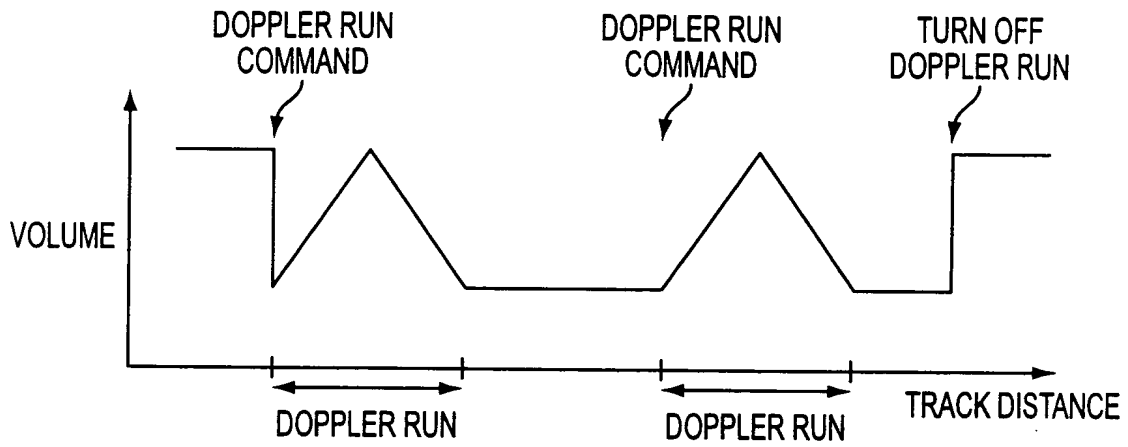 DOPPLER RUN
COMMAND
DOPPLER RUN
COMMAND
TURN OFF
DOPPLER RUN
VOLUME
DOPPLER RUN
DOPPLER RUN
TRACK DISTANCE